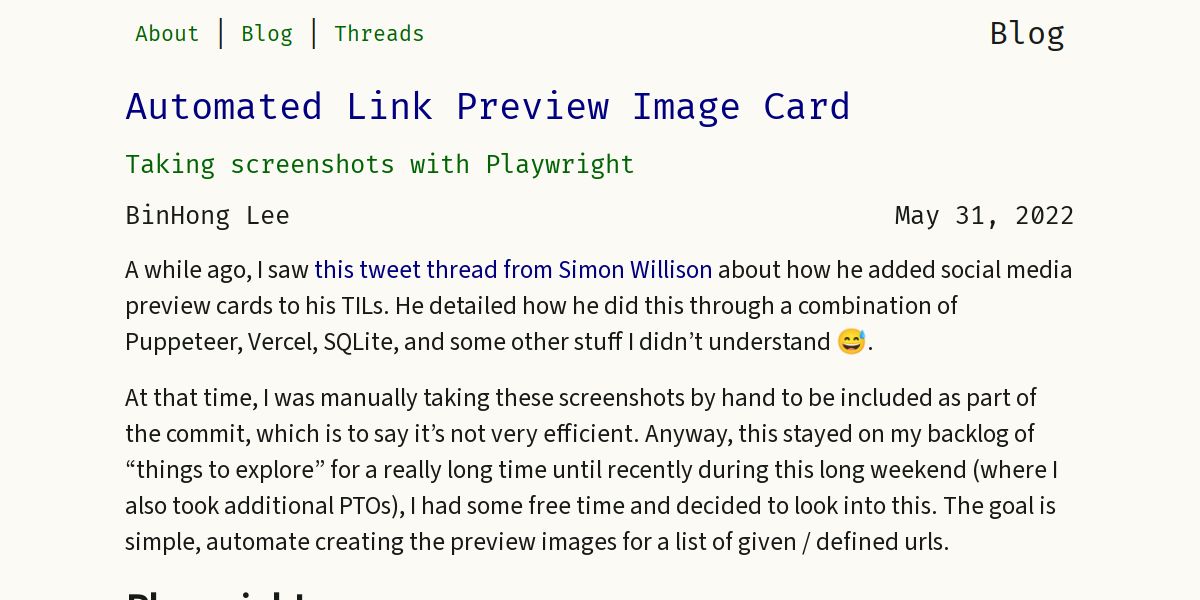 About | Blog | Threads Blog
Automated Link Preview Image Card
Taking screenshots with Playwright
BinHong Lee May 31, 2022
A while ago, I saw this tweet thread from Simon Willison about how he added social media
preview cards to his TILs. He detailed how he did this through a combination of
Puppeteer, Vercel, SQLite, and some other stuff I didn’t understand 😅.
At that time, I was manually taking these screenshots by hand to be included as part of
the commit, which is to say it’s not very efficient. Anyway, this stayed on my backlog of
“things to explore” for a really long time until recently during this long weekend (where I
also took additional PTOs), I had some free time and decided to look into this. The goal is
simple, automate creating the preview images for a list of given / defined urls.